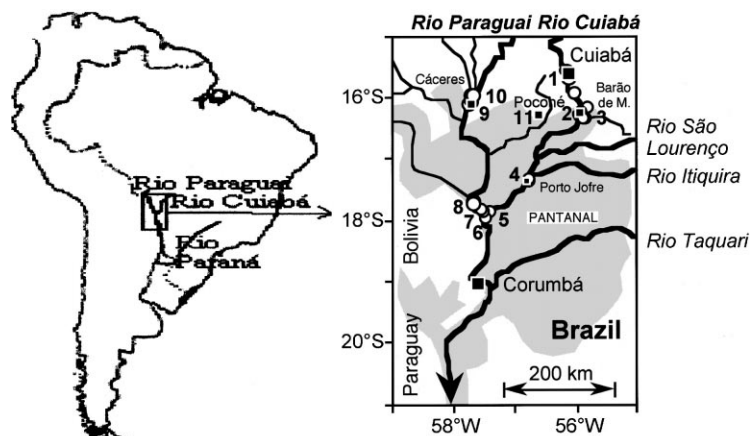 Rio Paraguai
Rio Cuiabá
Rio
Paraná
Rio Paraguai Rio Cuiabá
Cuiabá
1
Cáceres
10
16°S
9
Poconé
11
Barão
de M.
2
3
Rio São
Lourenço
4
Porto Jofre
Rio Itiquira
8
7
5
6
18°S
PANTANAL
Bolivia
Rio Taquari
Corumbá
Brazil
20°S
Paraguay
200 km
58°W
56°W